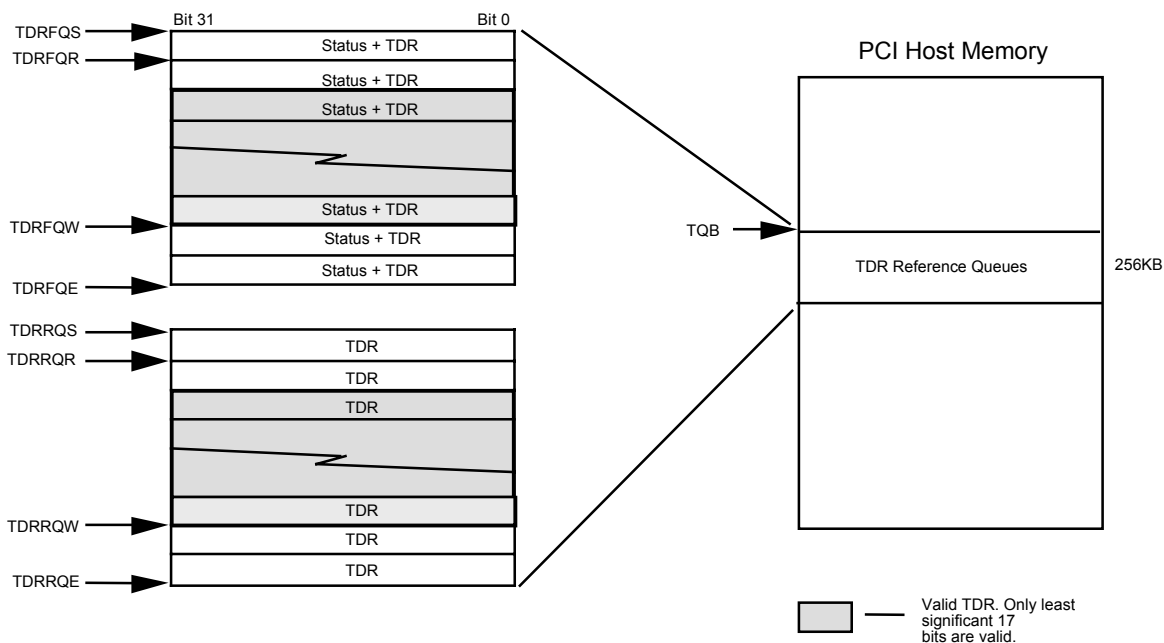 Bit 31
Bit 0
TDRFQS
TDRFQR
TDRFQW
TDRFQE
Status + TDR
Status + TDR
Status + TDR
Status + TDR
Status + TDR
Status + TDR
TDRRQS
TDRRQR
TDRRQW
TDRRQE
TDR
TDR
TDR
TDR
TDR
TDR
PCI Host Memory
TQB
TDR Reference Queues
256KB
Valid TDR. Only least
significant 17
bits are valid.